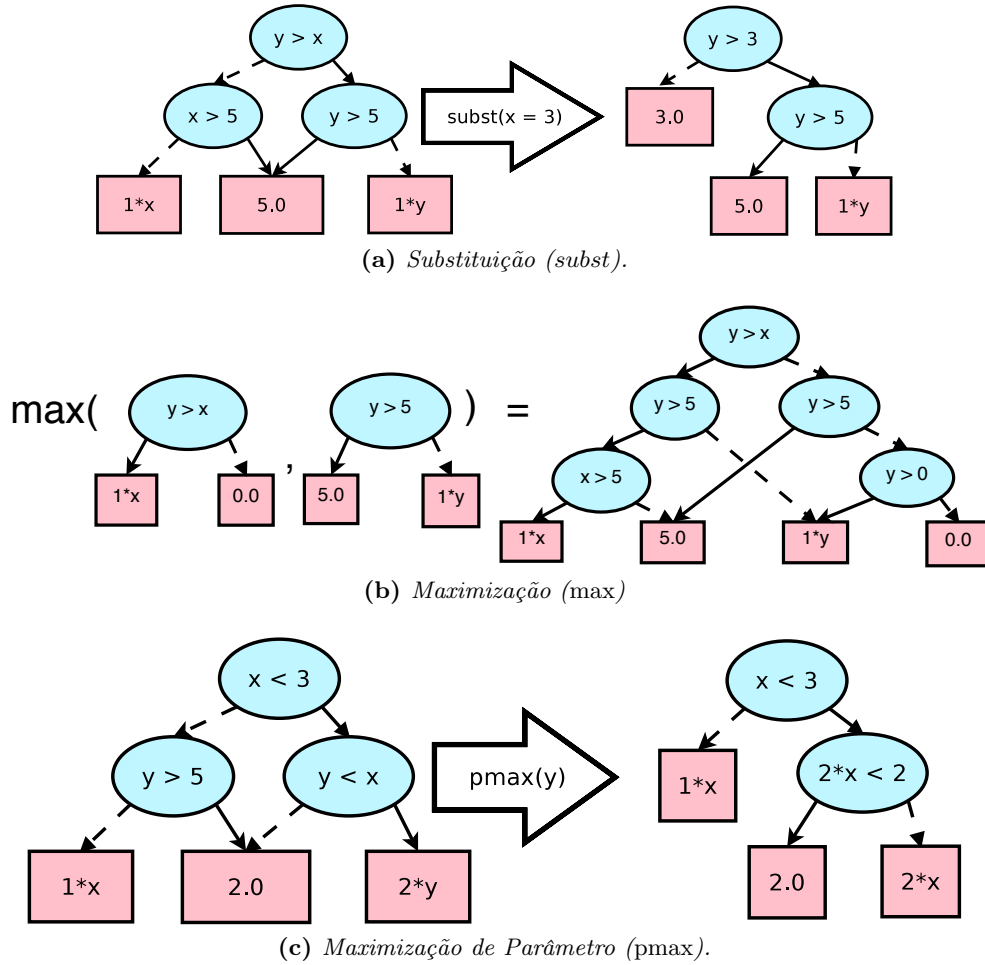 y > x
y > 3
x > 5
y > 5
subst(x = 3)
3.0
y > 5
1*x
5.0
1*y
5.0
1*y
(a) Substituição (subst).
y > x
max(
y > x
y > 5
) =
y > 5
y > 5
,
x > 5
y > 0
1*x
0.0
5.0
1*y
1*x
5.0
1*y
0.0
(b) Maximização (max)
x < 3
x < 3
y > 5
y < x
pmax(y)
1*x
2*x < 2
1*x
2.0
2*y
2.0
2*x
(c) Maximização de Parâmetro (pmax).